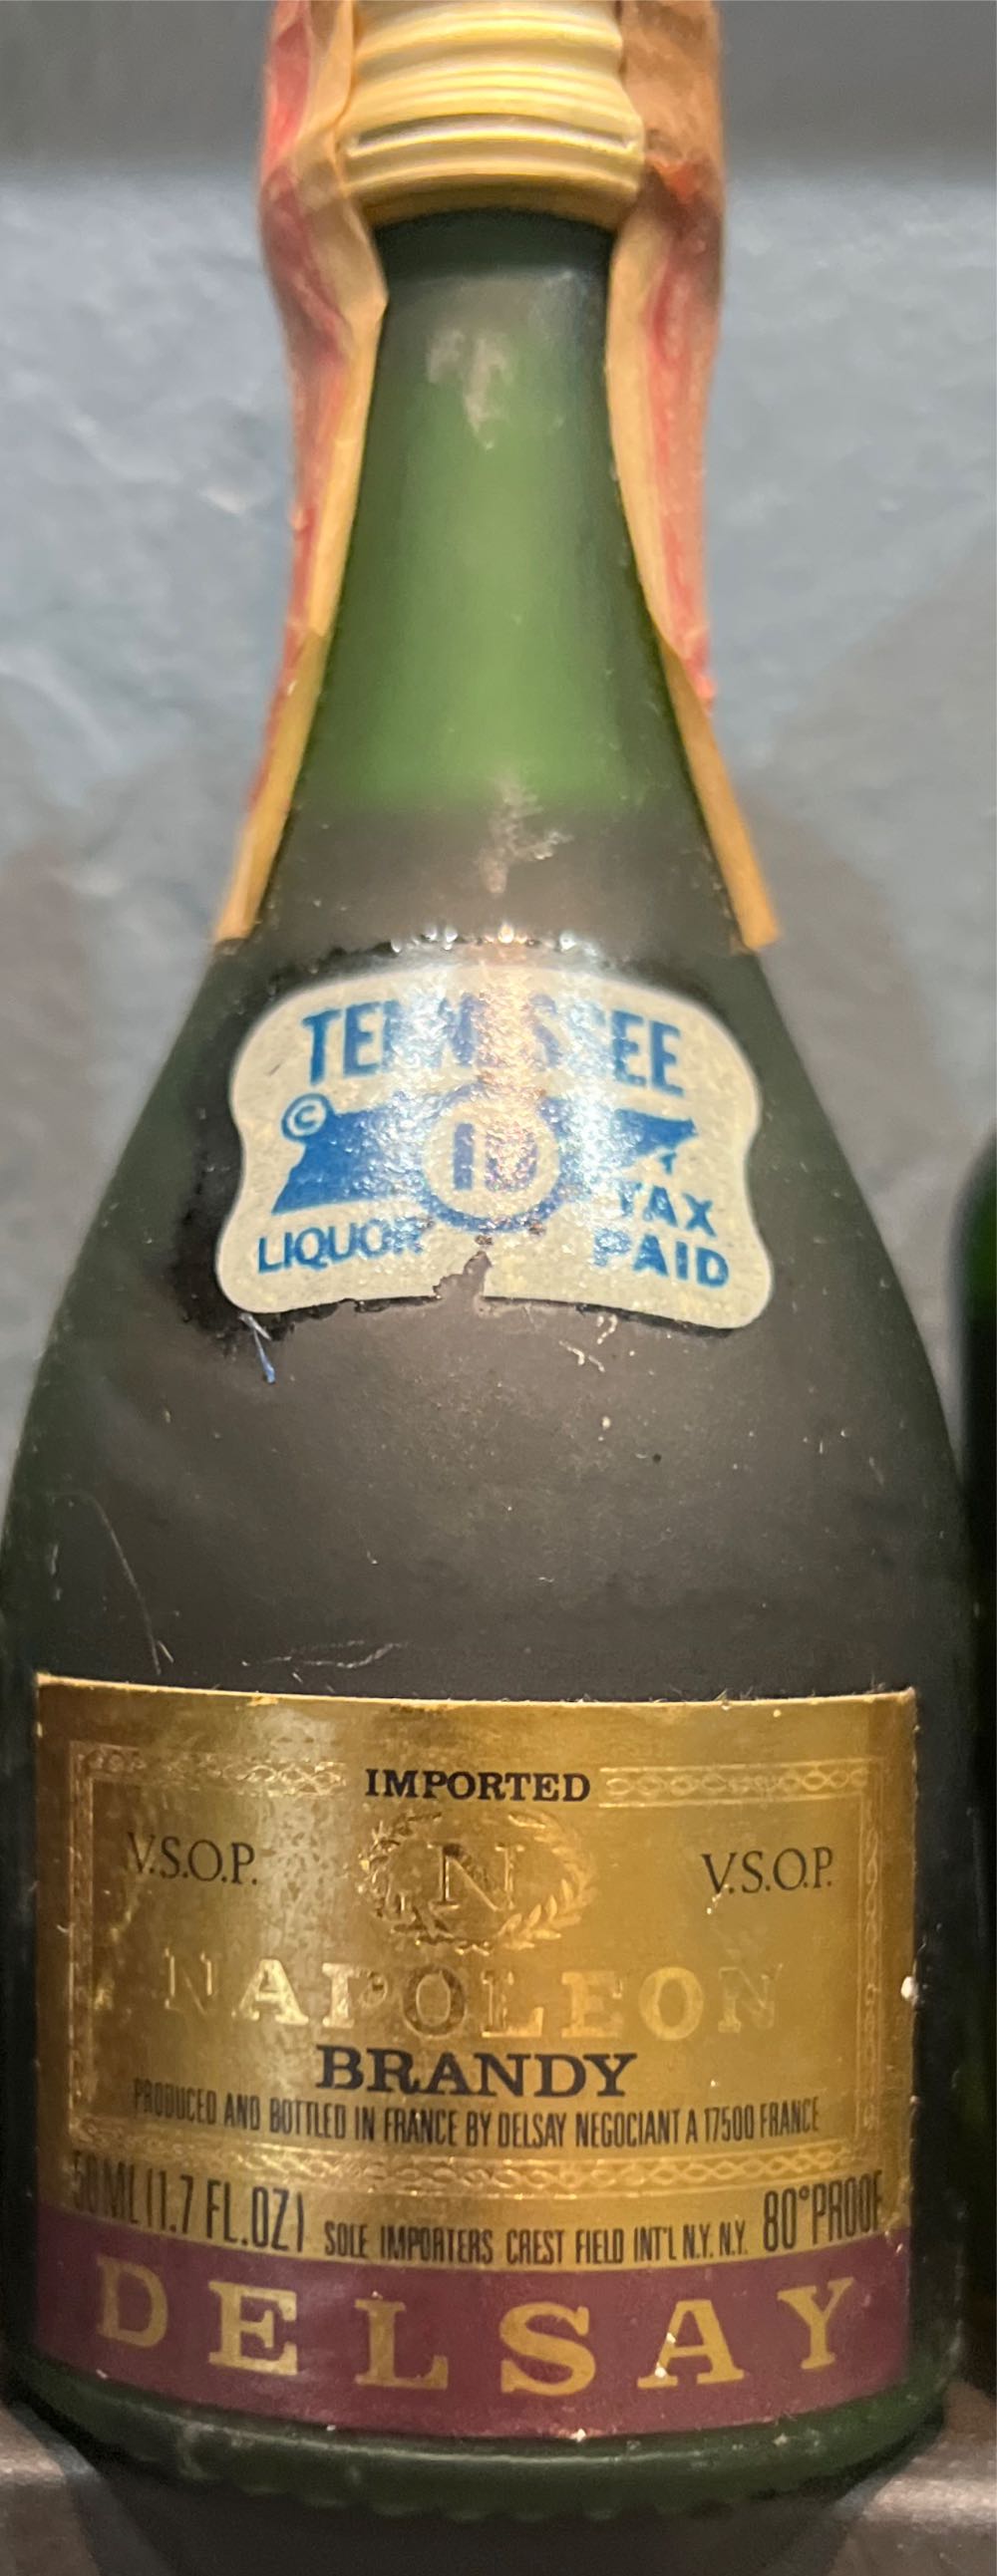 TENNESSEE
©
LIQUOR TAX
PAID
IMPORTED
V.S.O.P. N V.S.O.P.
NAPOLEON
BRANDY
PRODUCED AND BOTTLED IN FRANCE BY DELSAY NEGOCIANT A 17500 FRANCE
50ML (1.7 FL.OZ) SOLE IMPORTERS CREST FIELD INT'L N.Y. N.Y. 80°PROOF
DELSAY